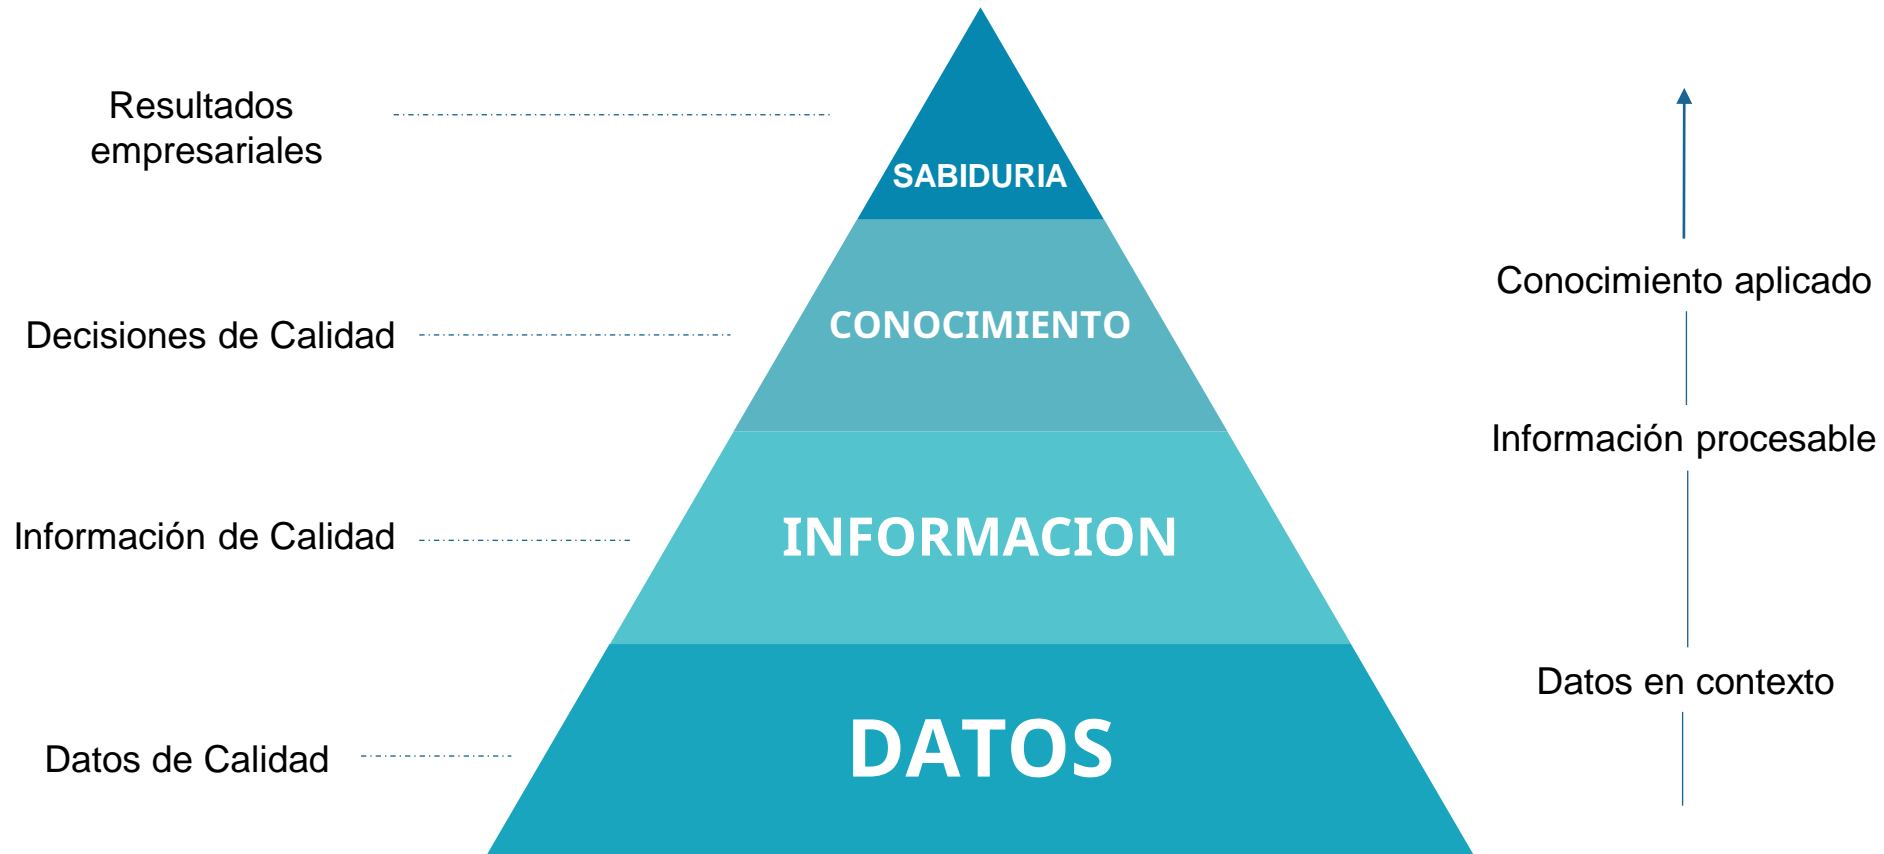 Resultados
empresariales
SABIDURIA
Conocimiento aplicado
Decisiones de Calidad
CONOCIMIENTO
Información procesable
Información de Calidad
INFORMACION
Datos en contexto
Datos de Calidad
DATOS